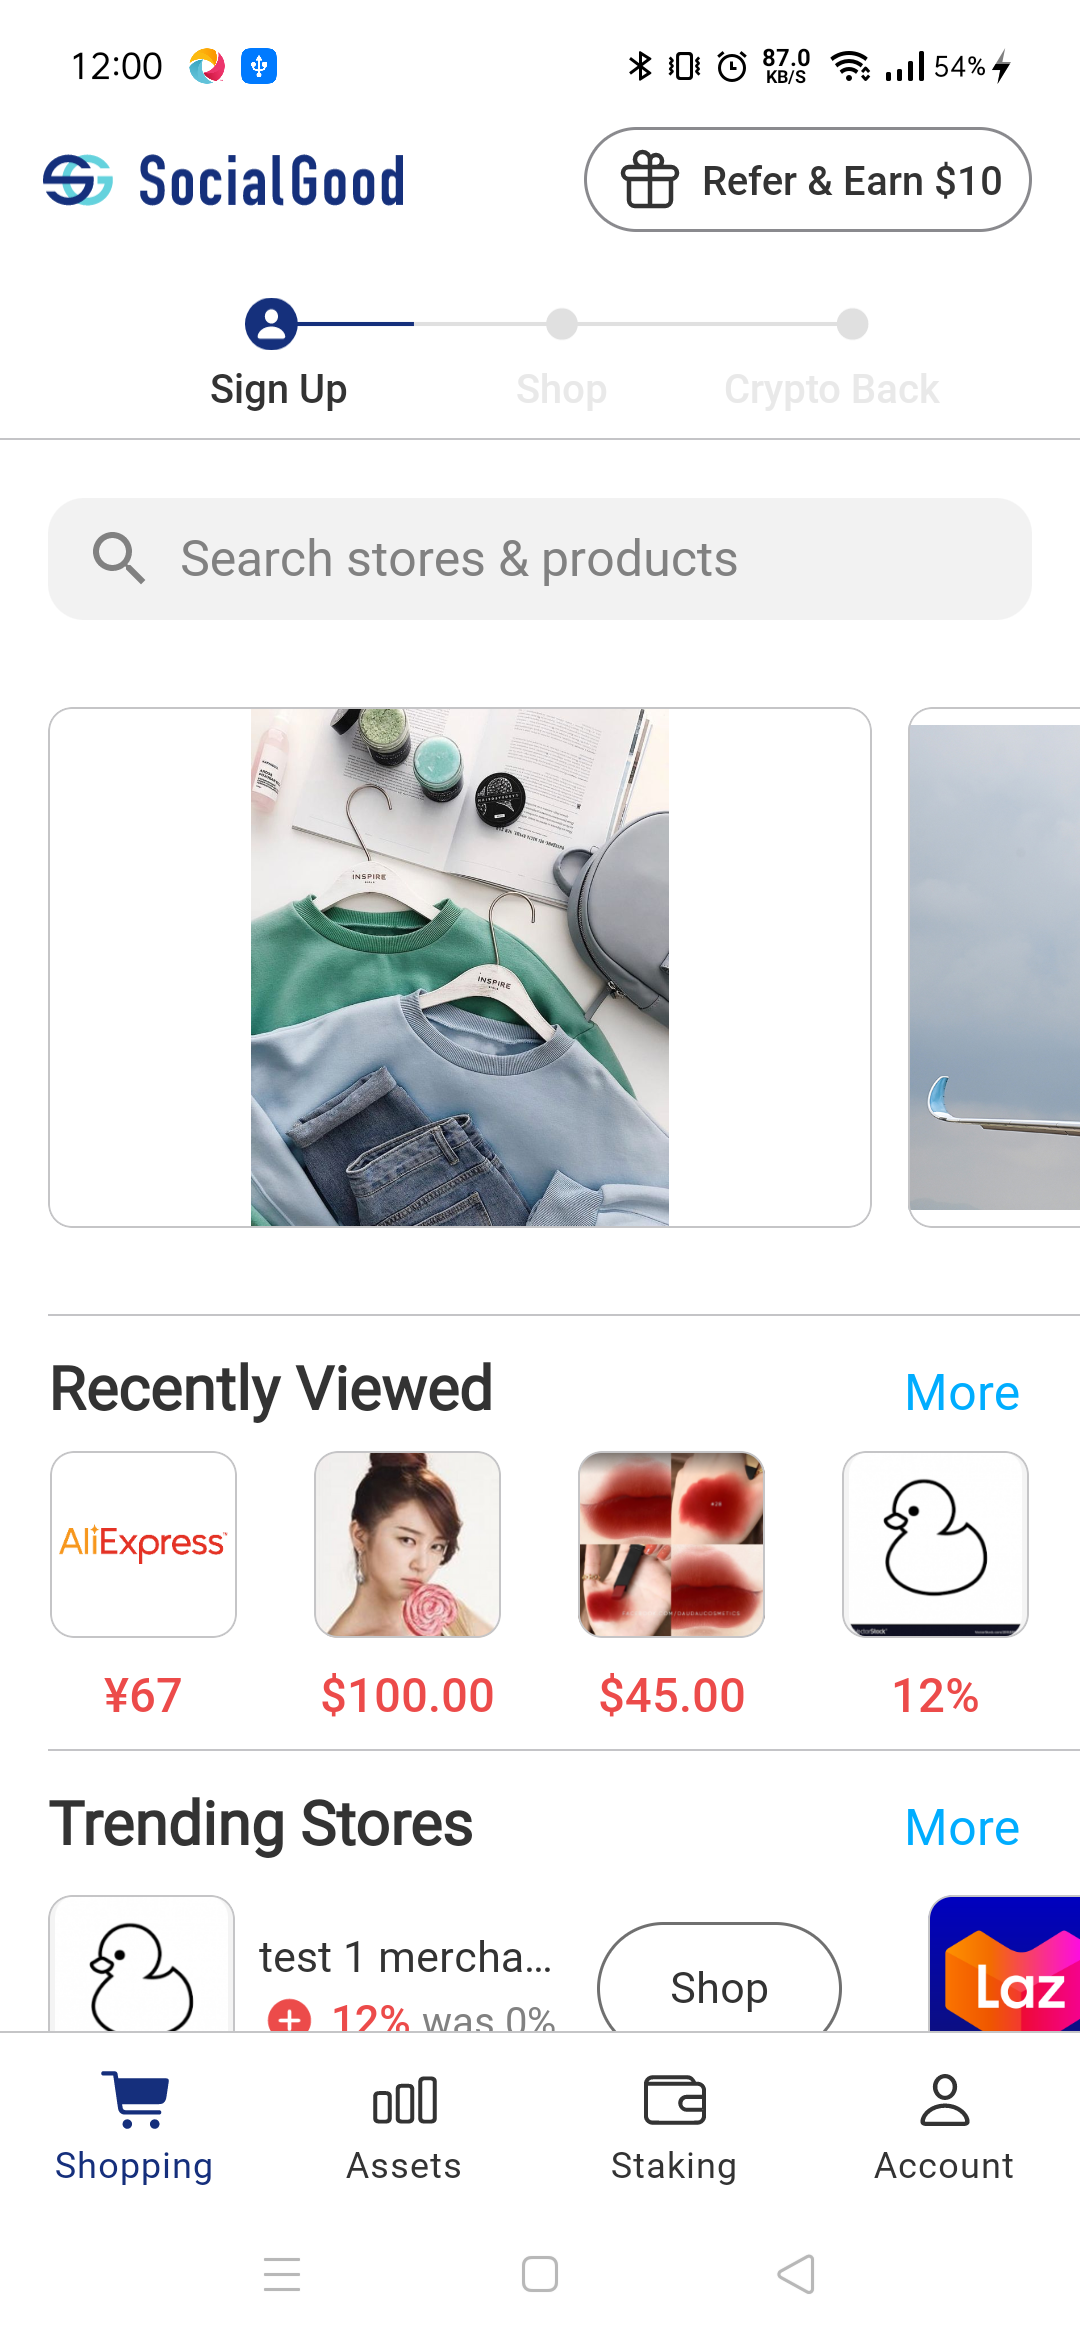 12:00
87.0
KB/S
54%
SocialGood
Refer & Earn $10
Sign Up
Shop
Crypto Back
Search stores & products
INSPIRE
INSPIRE
Recently Viewed
More
AliExpress
¥67
$100.00
$45.00
12%
Trending Stores
More
test 1 mercha...
12% was 0%
Shop
Laz
Shopping
Assets
Staking
Account